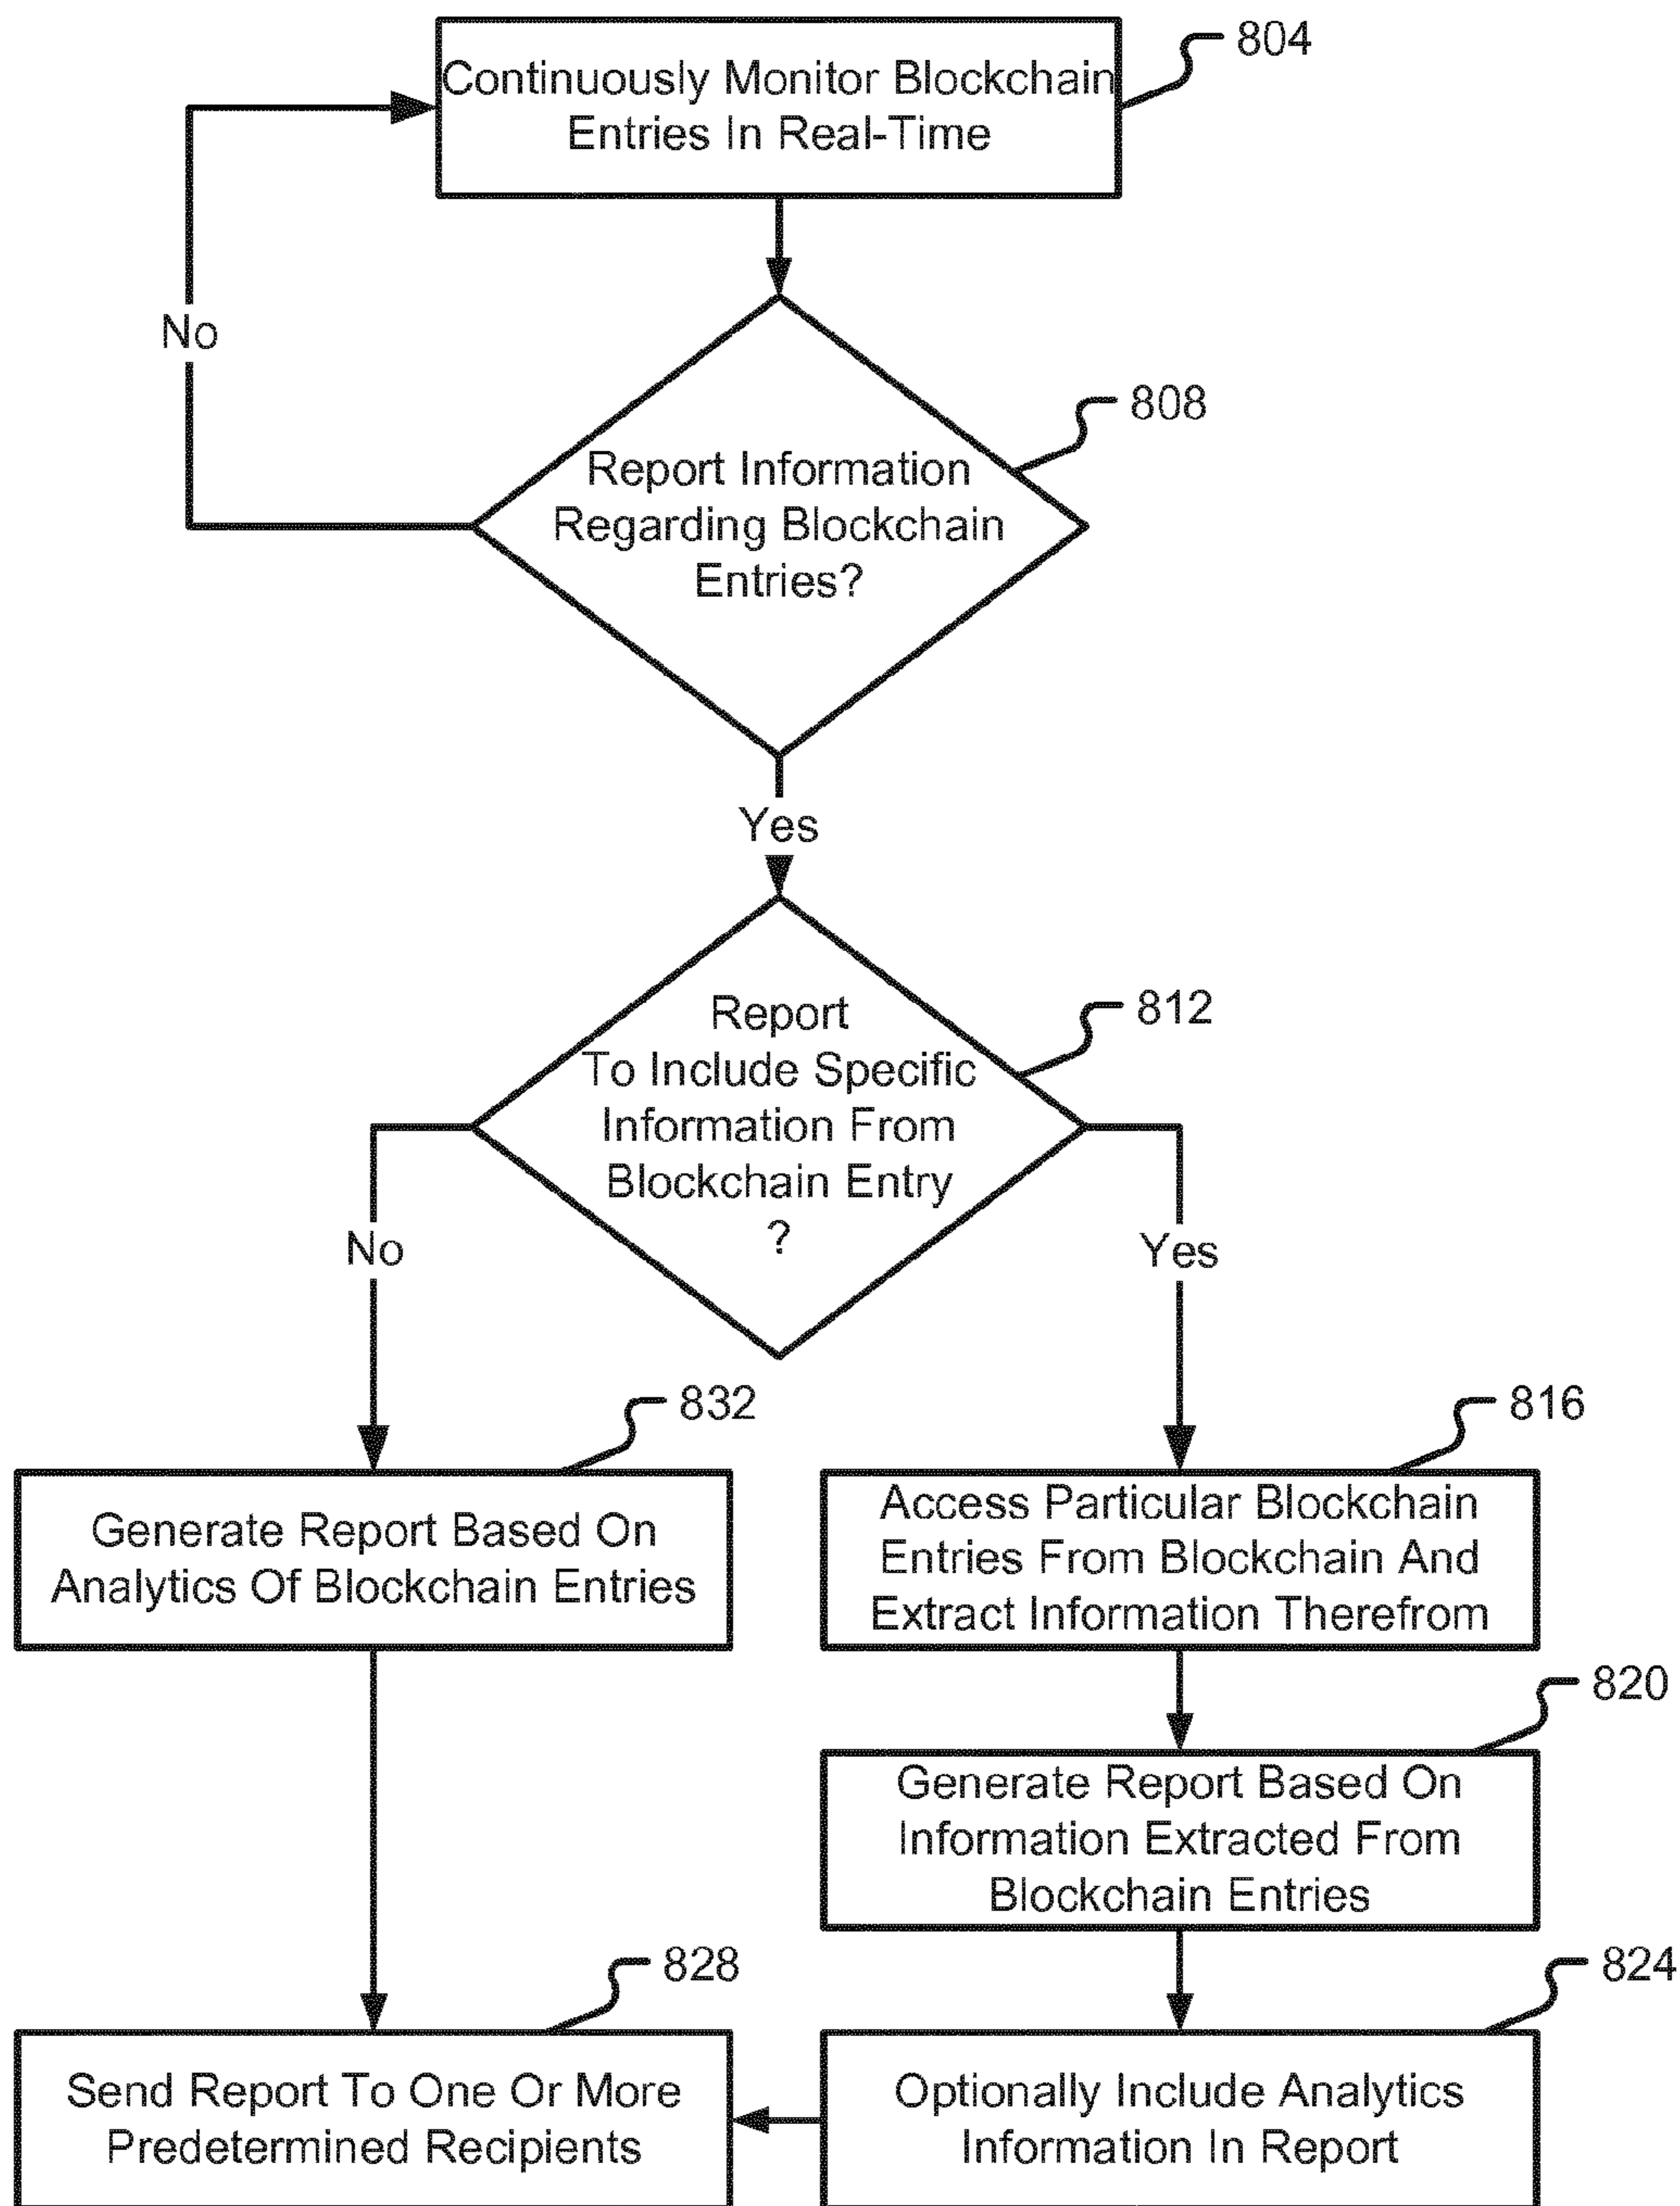 804
Continuously Monitor Blockchain
Entries In Real-Time
No
808
Report Information
Regarding Blockchain
Entries?
Yes
812
Report
To Include Specific
Information From
Blockchain Entry
?
No
Yes
832
Generate Report Based On
Analytics Of Blockchain Entries
816
Access Particular Blockchain
Entries From Blockchain And
Extract Information Therefrom
820
Generate Report Based On
Information Extracted From
Blockchain Entries
828
Send Report To One Or More
Predetermined Recipients
824
Optionally Include Analytics
Information In Report